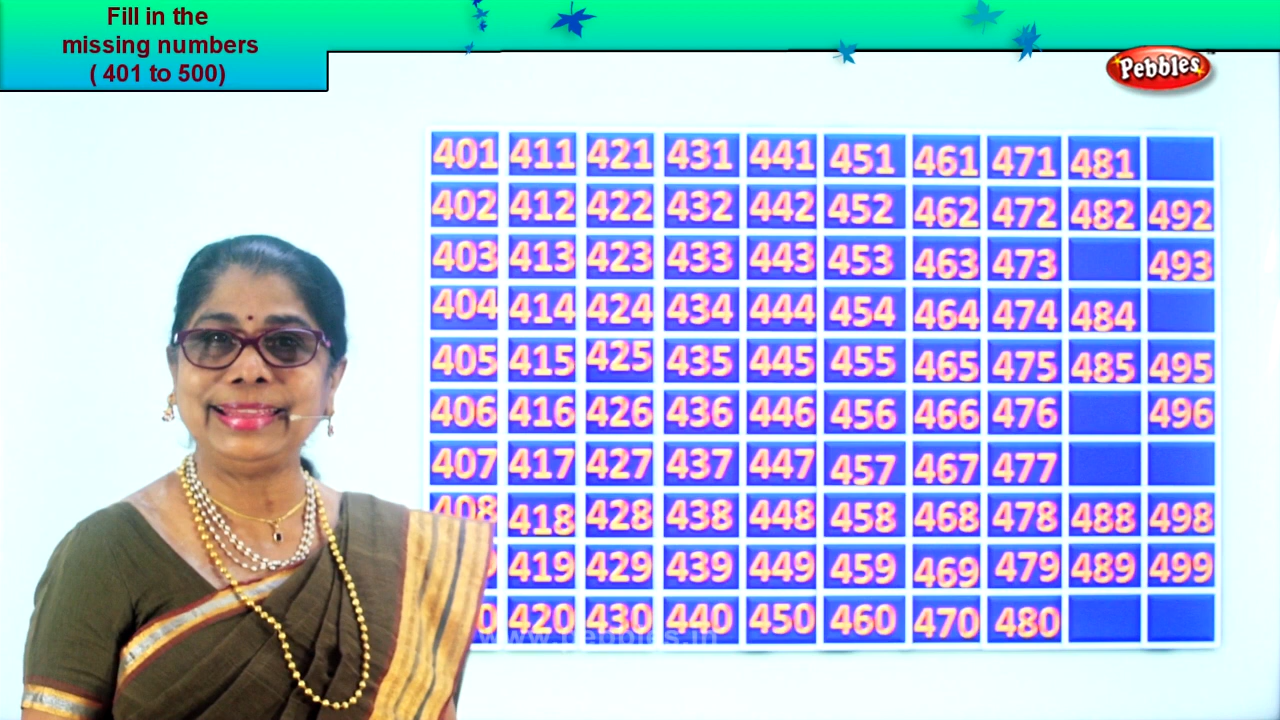 Fill in the
missing numbers
( 401 to 500)
Pebbles
401 411 421 431 441 451 461 471 481
402 412 422 432 442 452 462 472 482 492
403 413 423 433 443 453 463 473 493
404 414 424 434 444 454 464 474 484
405 415 425 435 445 455 465 475 485 495
406 416 426 436 446 456 466 476 496
407 417 427 437 447 457 467 477
408 418 428 438 448 458 468 478 488 498
419 429 439 449 459 469 479 489 499
420 430 440 450 460 470 480
www.pebbles.in